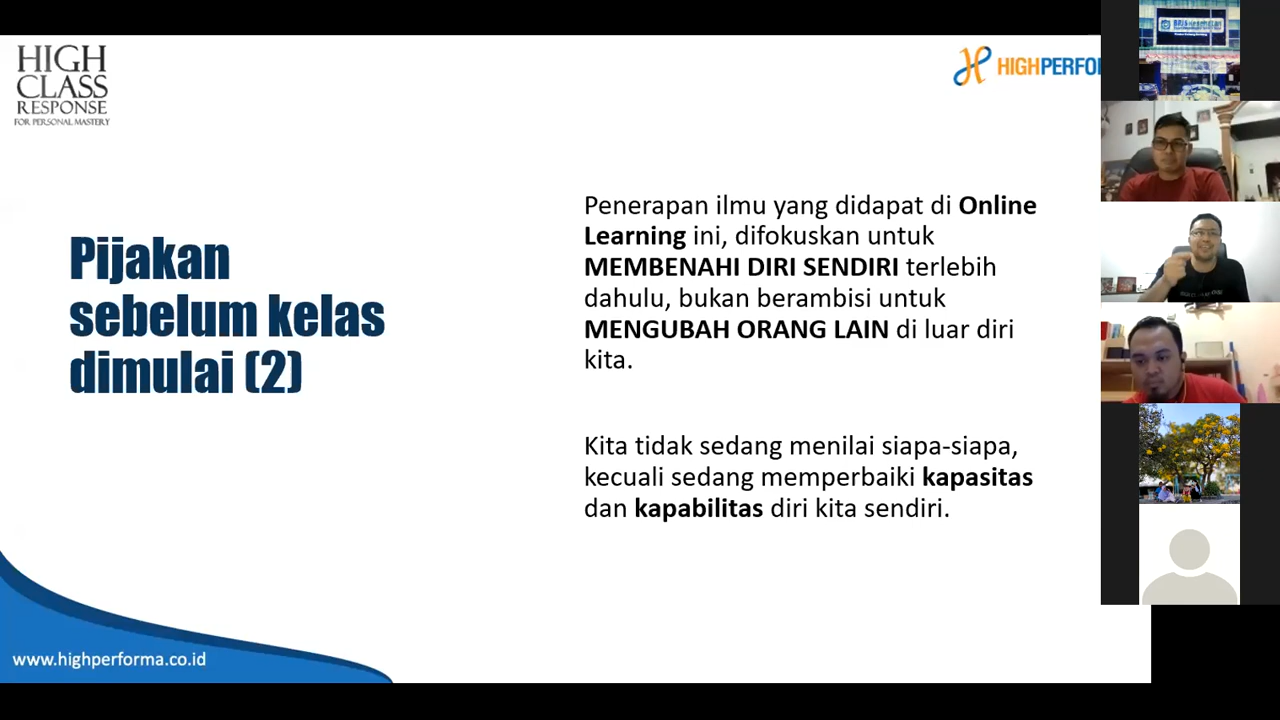 HIGH
CLASS
RESPONSE
FOR PERSONAL MASTERY
HIGHPERFO
Pijakan
sebelum kelas
dimulai (2)
Penerapan ilmu yang didapat di Online
Learning ini, difokuskan untuk
MEMBENAHI DIRI SENDIRI terlebih
dahulu, bukan berambisi untuk
MENGUBAH ORANG LAIN di luar diri
kita.
Kita tidak sedang menilai siapa-siapa,
kecuali sedang memperbaiki kapasitas
dan kapabilitas diri kita sendiri.
www.highperforma.co.id